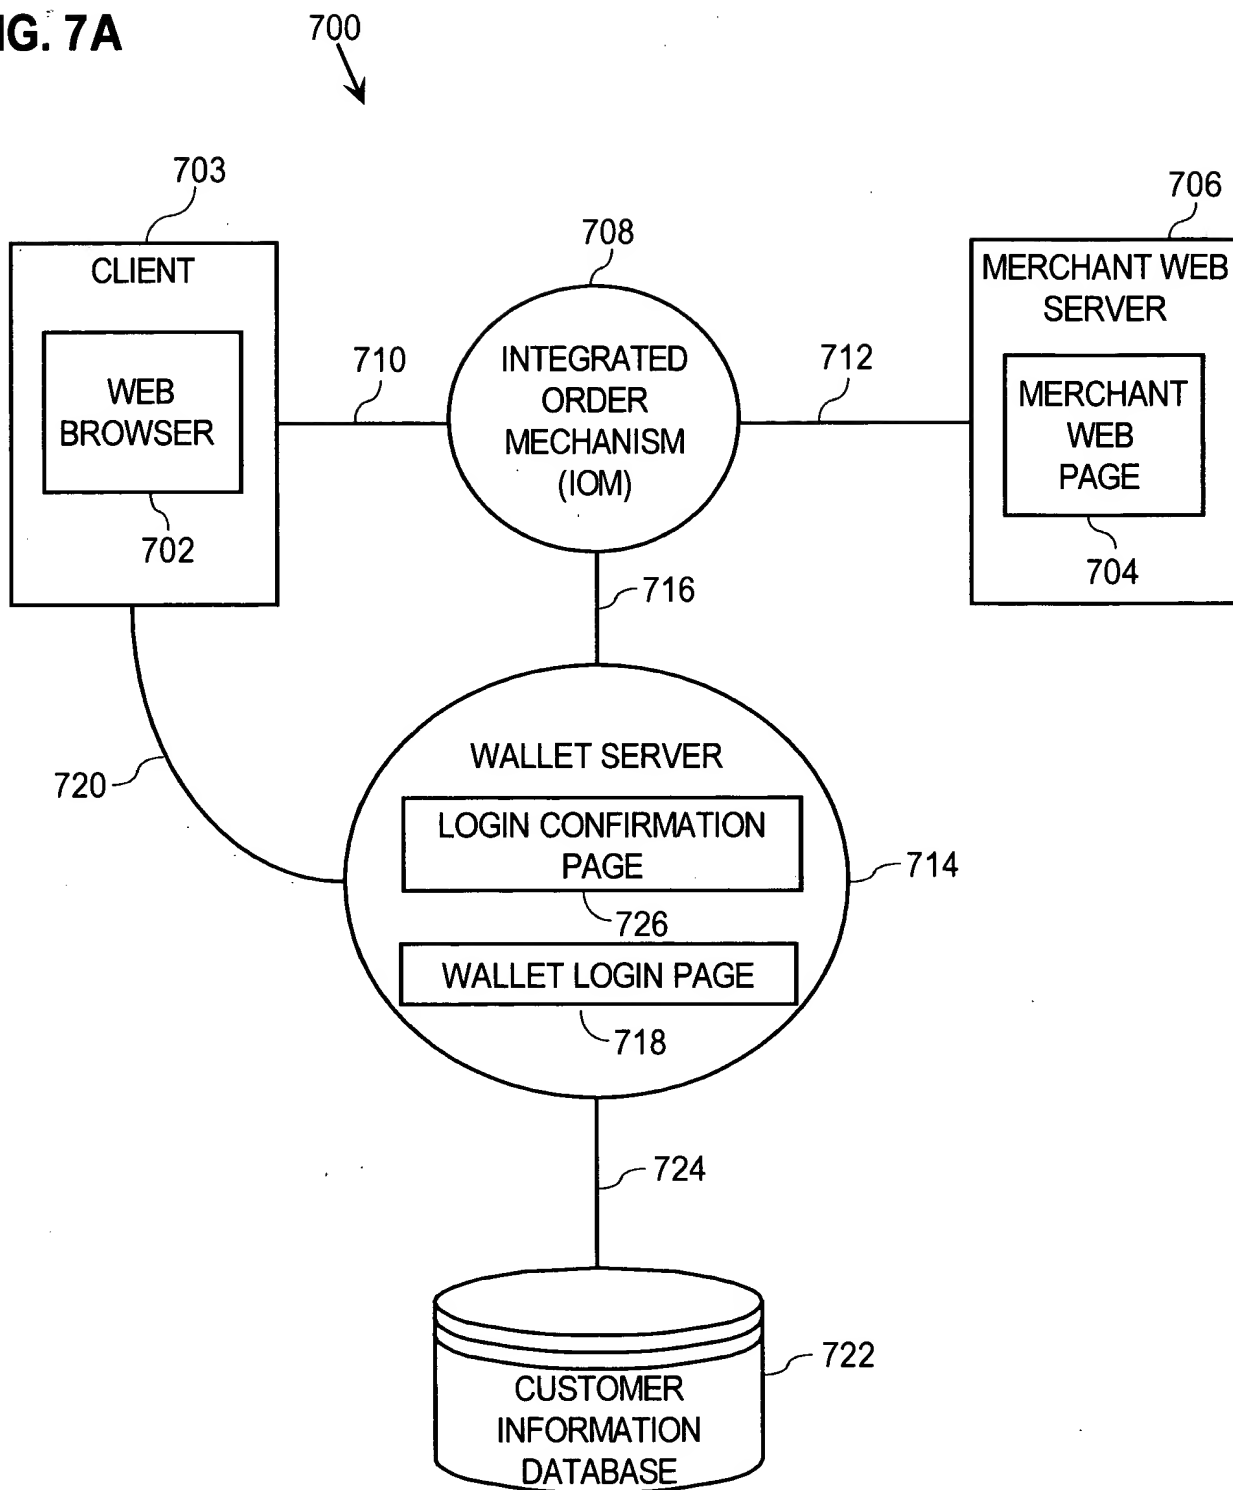 IG. 7A
700
703
706
708
CLIENT
MERCHANT WEB
SERVER
710
INTEGRATED
ORDER
MECHANISM
(IOM)
712
WEB
BROWSER
MERCHANT
WEB
PAGE
702
704
716
WALLET SERVER
720
LOGIN CONFIRMATION
PAGE
714
726
WALLET LOGIN PAGE
718
724
722
CUSTOMER
INFORMATION
DATABASE